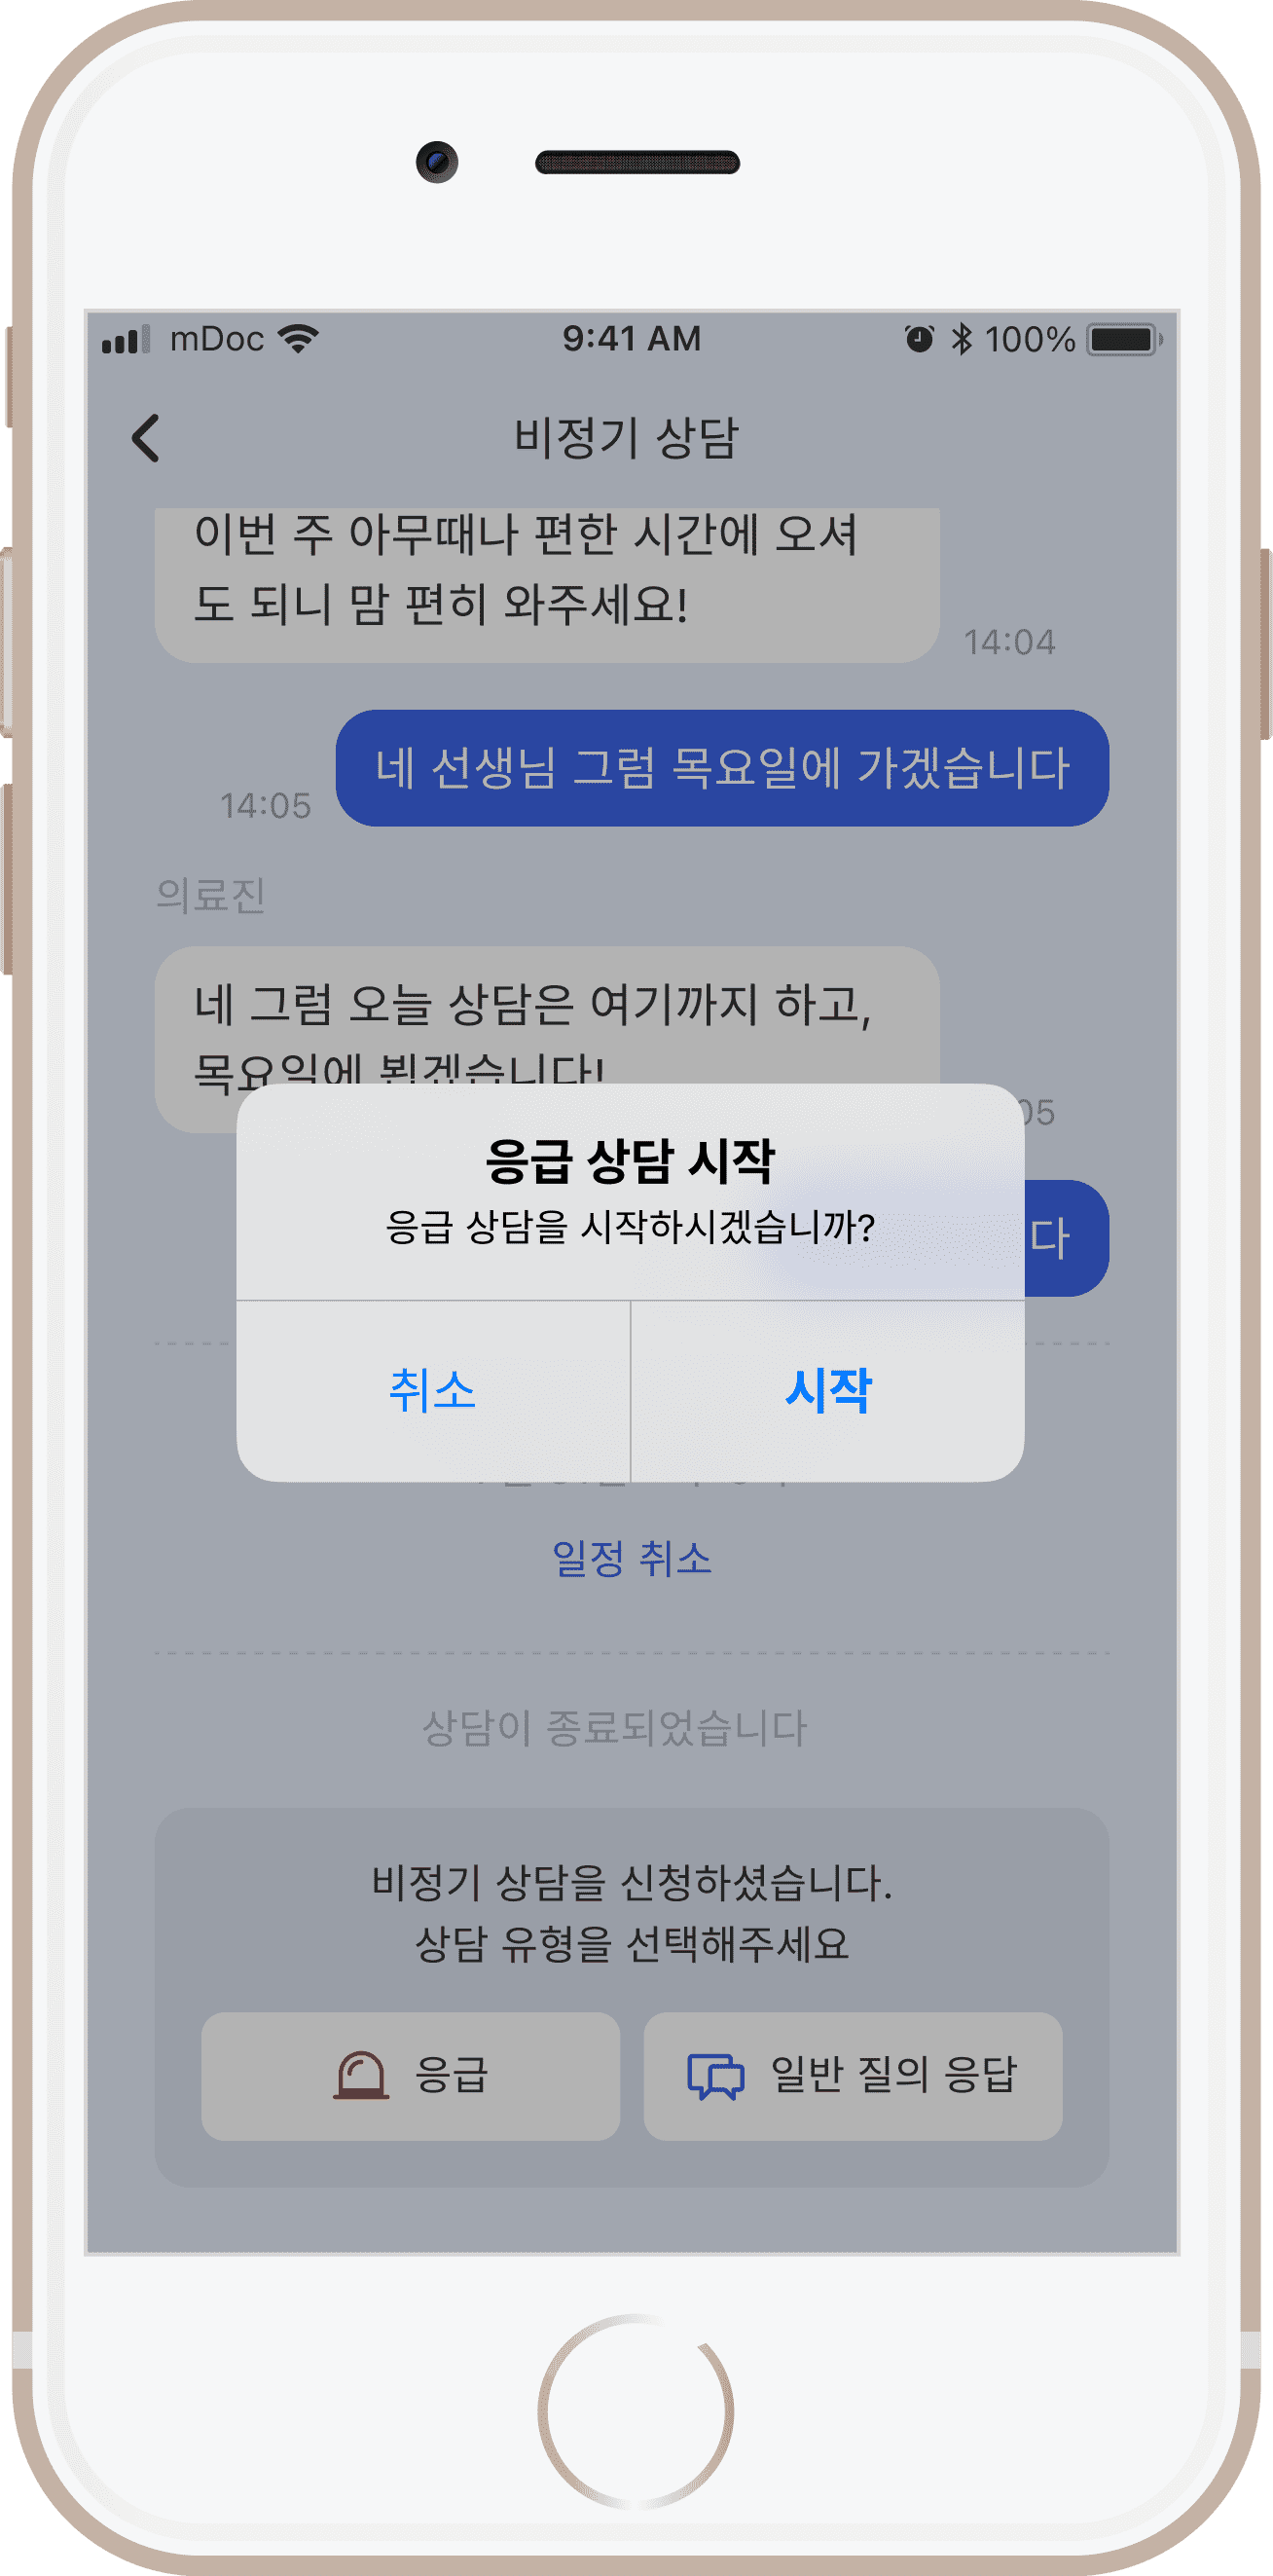 mDoc
9:41 AM
100%
비정기 상담
이번 주 아무때나 편한 시간에 오셔
도 되니 맘 편히 와주세요!
14:04
네 선생님 그럼 목요일에 가겠습니다
14:05
의료진
네 그럼 오늘 상담은 여기까지 하고,
목요일에 뵙겠습니다!
05
응급 상담 시작
응급 상담을 시작하시겠습니까?
다
취소
시작
일정 취소
상담이 종료되었습니다
비정기 상담을 신청하셨습니다.
상담 유형을 선택해주세요
응급
일반 질의 응답